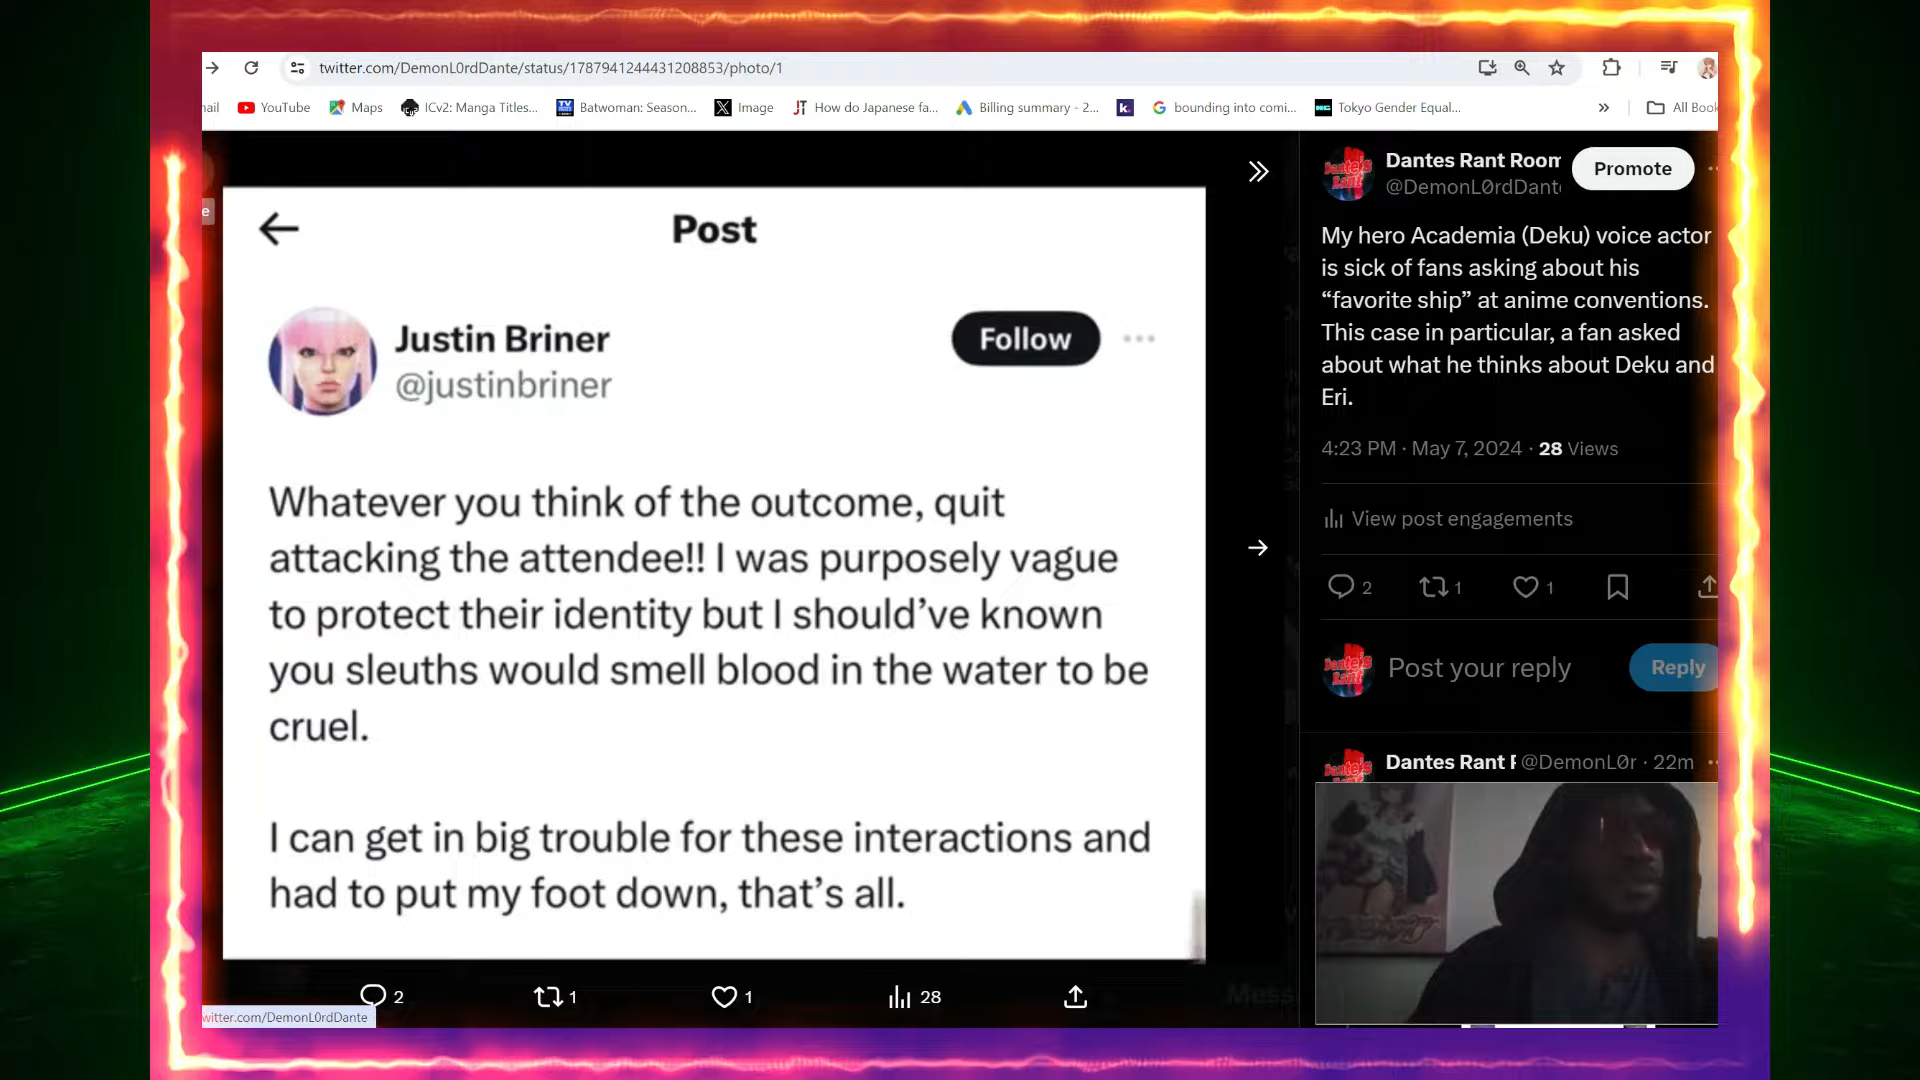 twitter.com/DemonL0rdDante/status/1787941244431208853/photo/1
YouTube
Maps
ICv2: Manga Titles...
Batwoman: Season...
Image
How do Japanese fa...
Billing summary - 2...
bounding into comi...
Tokyo Gender Equal...
All Book
Post
Justin Briner
@justinbriner
Follow
Whatever you think of the outcome, quit
attacking the attendee!! I was purposely vague
to protect their identity but I should've known
you sleuths would smell blood in the water to be
cruel.
I can get in big trouble for these interactions and
had to put my foot down, that's all.
2
1
1
28
witter.com/DemonL0rdDante
Dantes Rant Room
@DemonL0rdDant
Promote
My hero Academia (Deku) voice actor
is sick of fans asking about his
“favorite ship” at anime conventions.
This case in particular, a fan asked
about what he thinks about Deku and
Eri.
4:23 PM · May 7, 2024 · 28 Views
View post engagements
2
1
1
Post your reply
Reply
Dantes Rant @DemonL0r · 22m